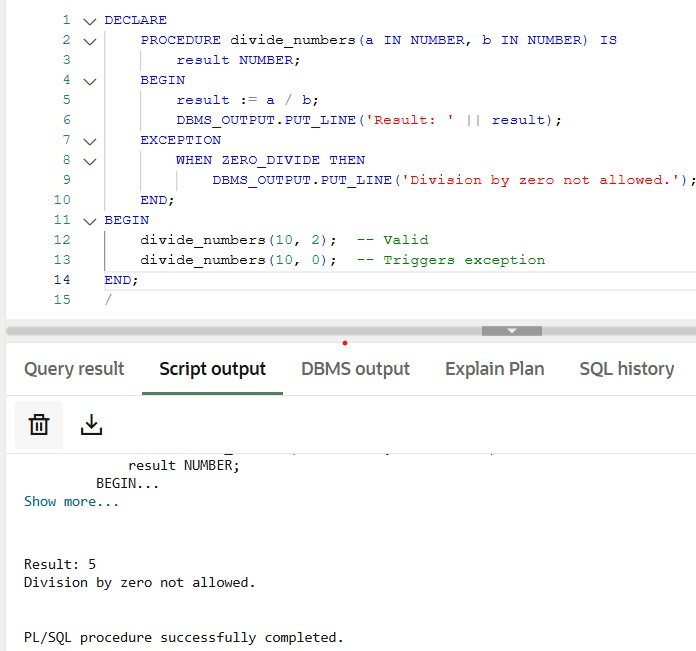 1 DECLARE
2 PROCEDURE divide_numbers(a IN NUMBER, b IN NUMBER) IS
3 result NUMBER;
4 BEGIN
5 result := a / b;
6 DBMS_OUTPUT.PUT_LINE('Result: ' || result);
7 EXCEPTION
8 WHEN ZERO_DIVIDE THEN
9 DBMS_OUTPUT.PUT_LINE('Division by zero not allowed.');
10 END;
11 BEGIN
12 divide_numbers(10, 2); -- Valid
13 divide_numbers(10, 0); -- Triggers exception
14 END;
15 /
Query result Script output DBMS output Explain Plan SQL history
result NUMBER;
BEGIN...
Show more...
Result: 5
Division by zero not allowed.
PL/SQL procedure successfully completed.